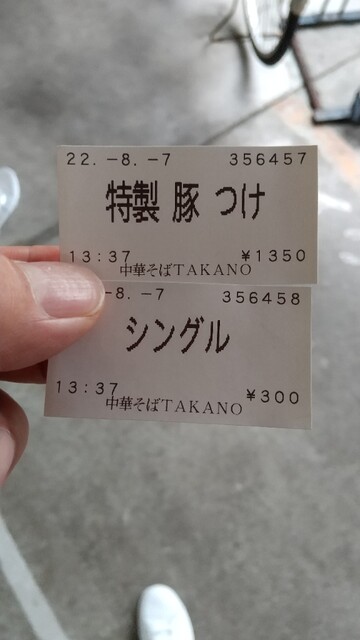 22.-8.-7 356457
特製 豚 つけ
13:37 ¥1350
中華そばTAKANO
-8.-7 356458
シングル
13:37 ¥300
中華そばTAKANO